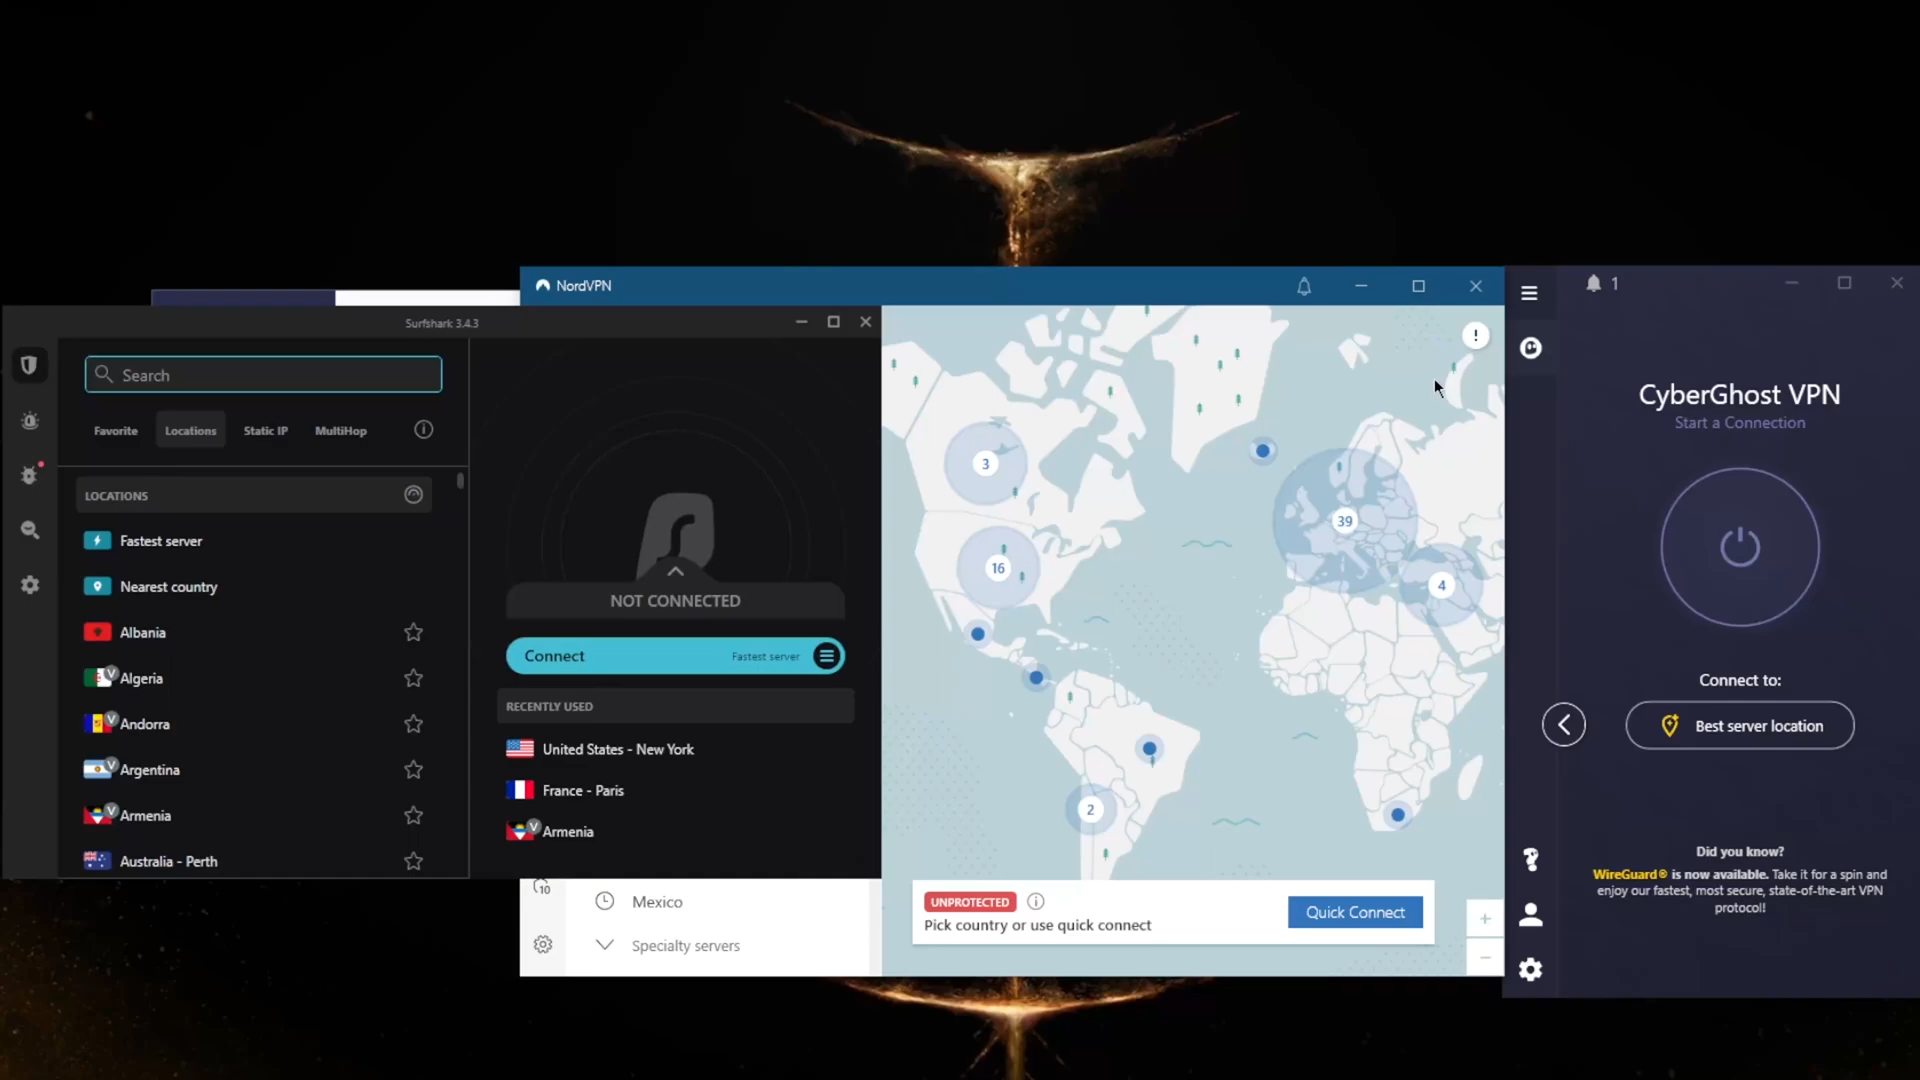 Surfshark 3.4.3
Search
Favorite
Locations
Static IP
MultiHop
LOCATIONS
Fastest server
Nearest country
Albania
V
Algeria
V
Andorra
V
Argentina
V
Armenia
Australia - Perth
NOT CONNECTED
Connect
Fastest server
RECENTLY USED
United States - New York
France - Paris
V
Armenia
NordVPN
!
3
16
39
4
2
10
Mexico
Specialty servers
UNPROTECTED
Pick country or use quick connect
Quick Connect
+
−
1
CyberGhost VPN
Start a Connection
Connect to:
Best server location
Did you know?
WireGuard® is now available. Take it for a spin and
enjoy our fastest, most secure, state-of-the-art VPN
protocol!